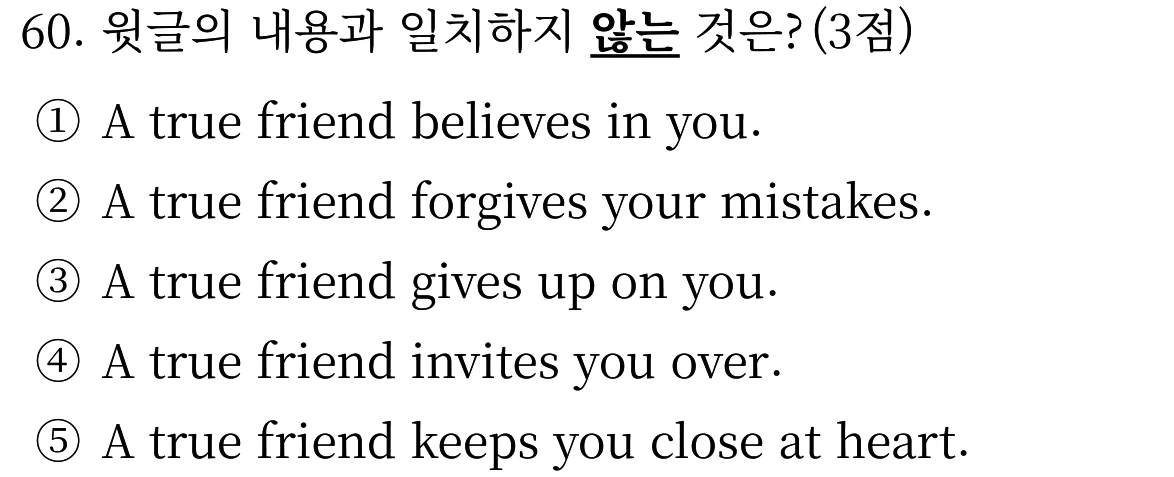 60. 윗글의 내용과 일치하지 않는 것은?(3점)
① A true friend believes in you.
② A true friend forgives your mistakes.
③ A true friend gives up on you.
④ A true friend invites you over.
⑤ A true friend keeps you close at heart.